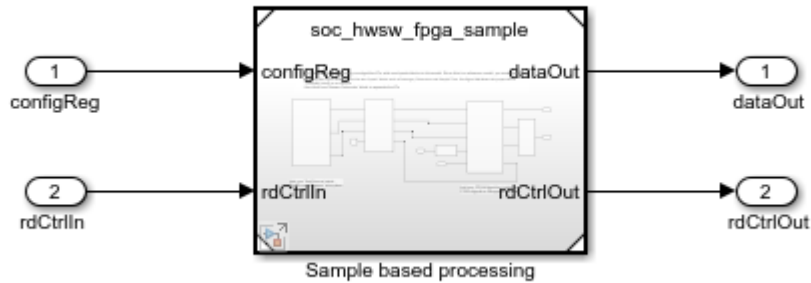 soc_hwsw_fpga_sample
1
configReg
configReg
dataOut
1
dataOut
2
rdCtrlIn
rdCtrlIn
rdCtrlOut
2
rdCtrlOut
Sample based processing